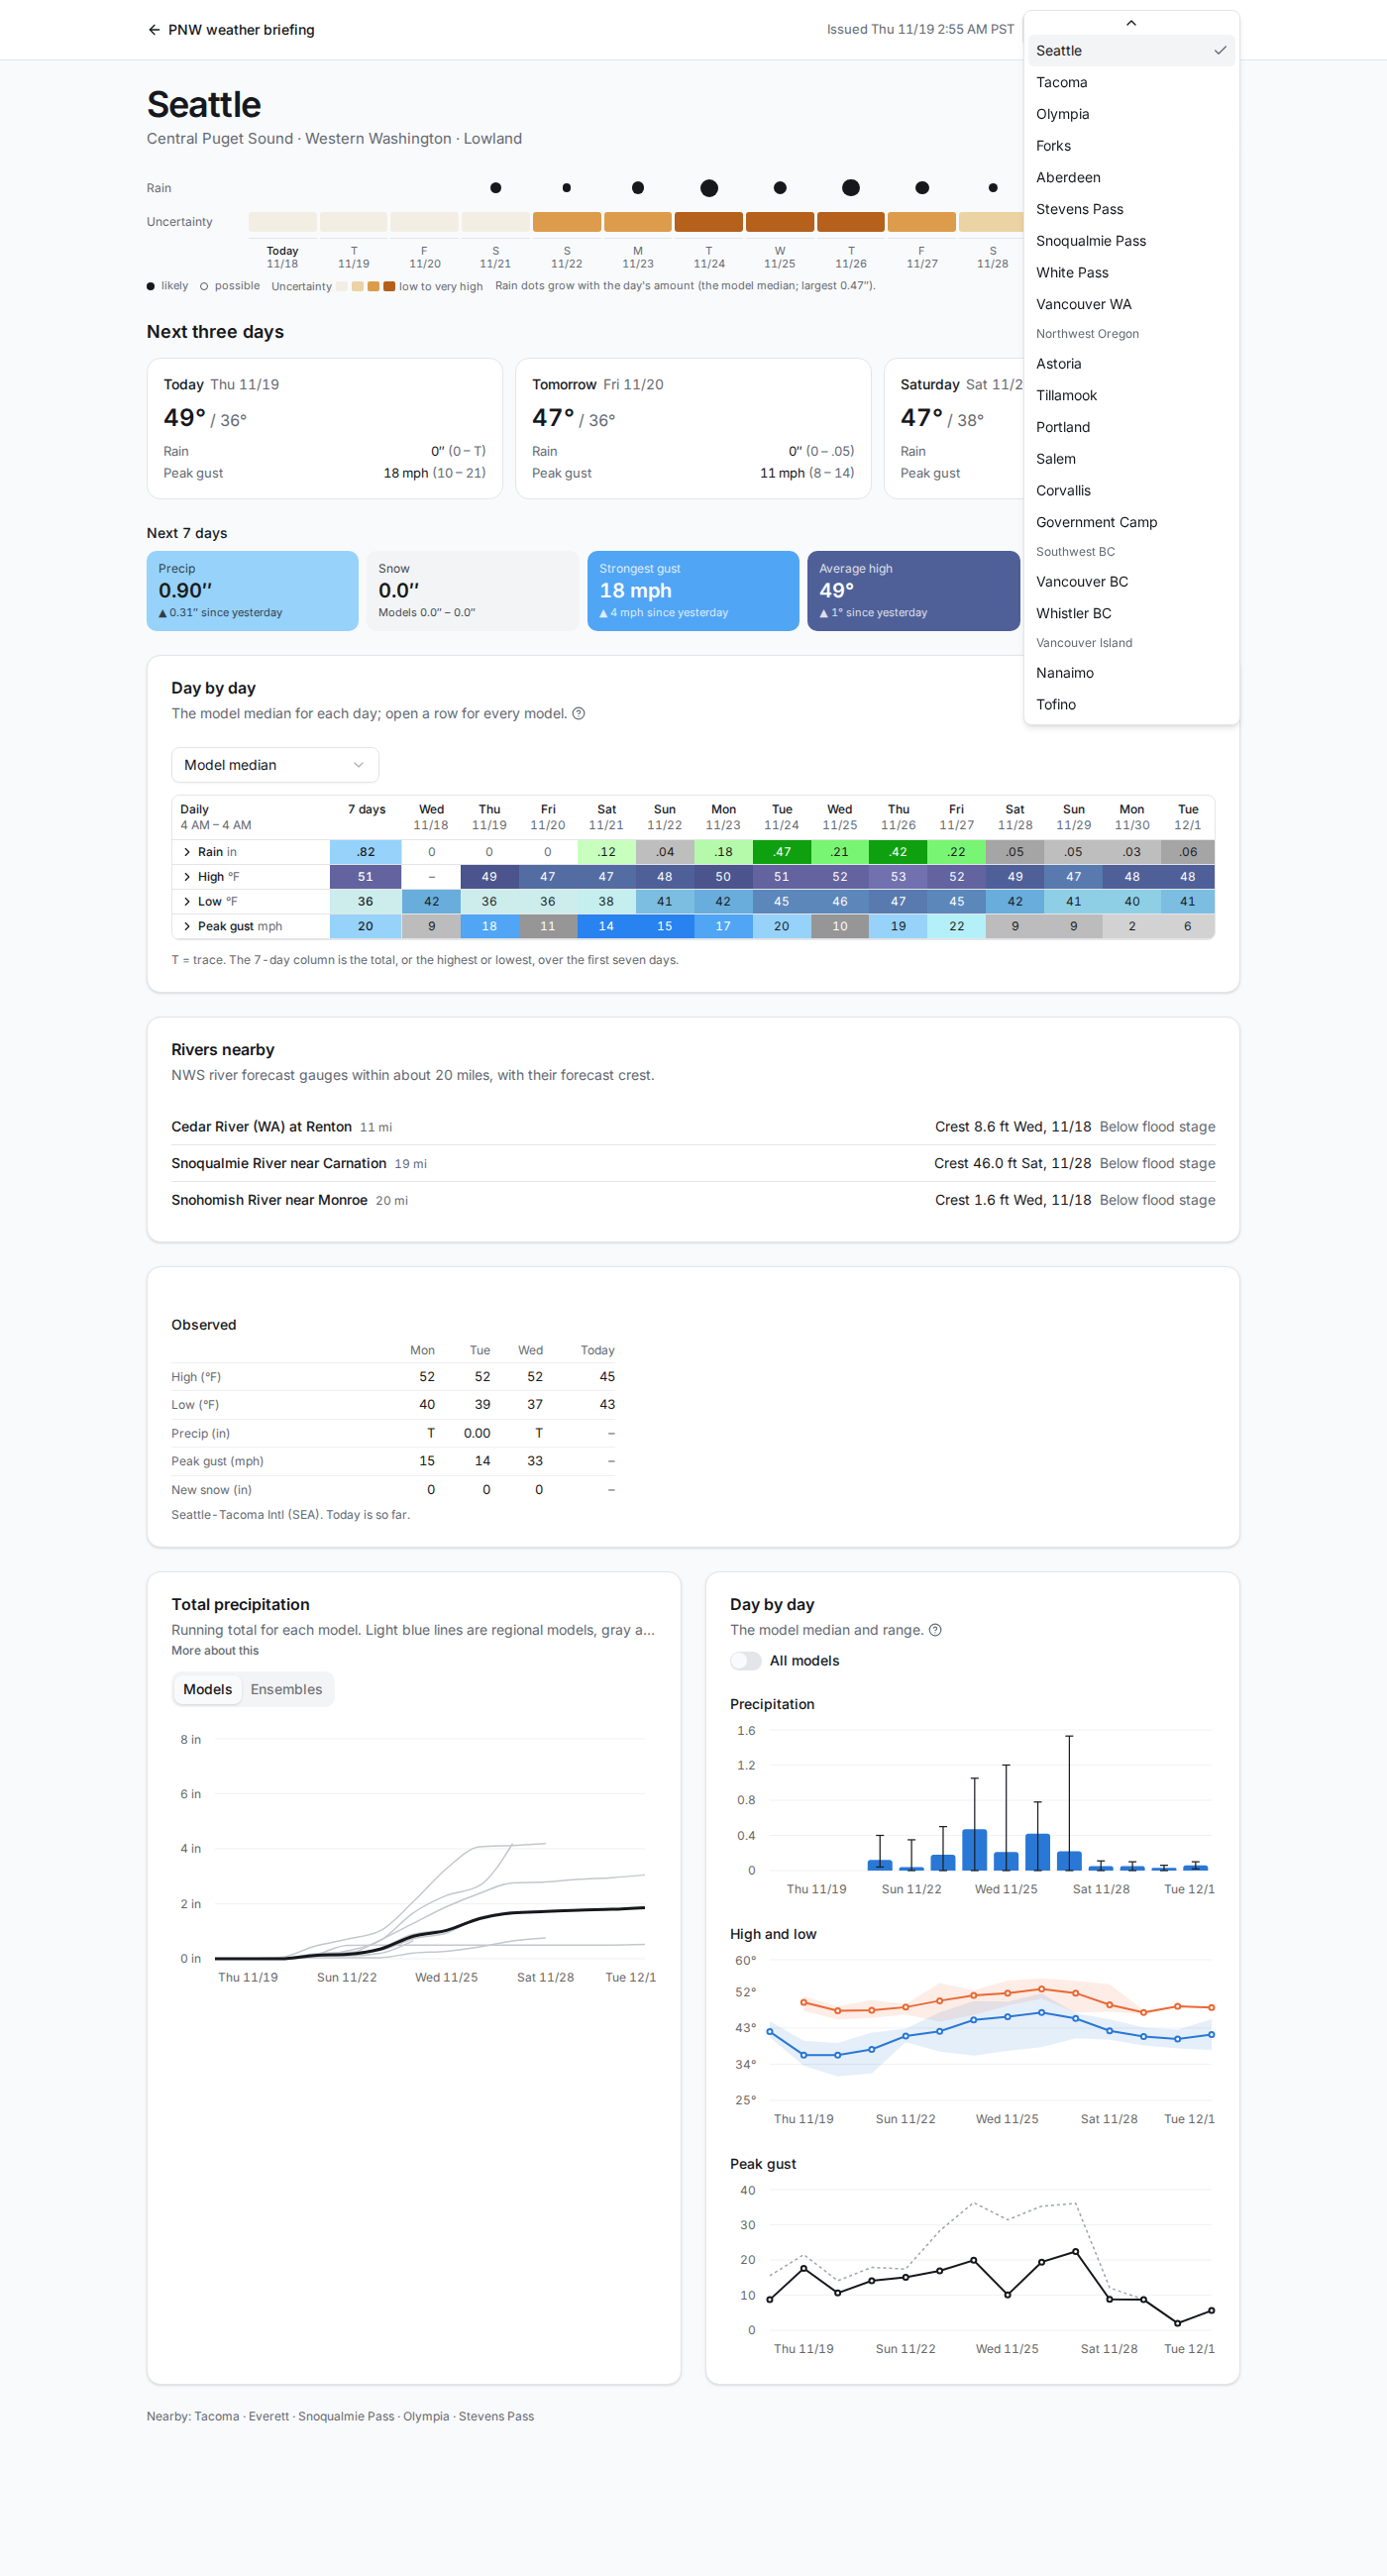 PNW weather briefing
Issued Thu 11/19 2:55 AM PST
Seattle
Tacoma
Olympia
Forks
Aberdeen
Stevens Pass
Snoqualmie Pass
White Pass
Vancouver WA
Northwest Oregon
Astoria
Tillamook
Portland
Salem
Corvallis
Government Camp
Southwest BC
Vancouver BC
Whistler BC
Vancouver Island
Nanaimo
Tofino
Seattle
Central Puget Sound · Western Washington · Lowland
Rain
Uncertainty
Today T F S S M T W T F S
11/18 11/19 11/20 11/21 11/22 11/23 11/24 11/25 11/26 11/27 11/28
likely possible Uncertainty low to very high Rain dots grow with the day's amount (the model median; largest 0.47″).
Next three days
Today Thu 11/19
49° / 36°
Rain 0″ (0 – T)
Peak gust 18 mph (10 – 21)
Tomorrow Fri 11/20
47° / 36°
Rain 0″ (0 – .05)
Peak gust 11 mph (8 – 14)
Saturday Sat 11/2
47° / 38°
Rain
Peak gust
Next 7 days
Precip
0.90″
▲ 0.31″ since yesterday
Snow
0.0″
Models 0.0″ – 0.0″
Strongest gust
18 mph
▲ 4 mph since yesterday
Average high
49°
▲ 1° since yesterday
Day by day
The model median for each day; open a row for every model.
Model median
Daily 7 days Wed Thu Fri Sat Sun Mon Tue Wed Thu Fri Sat Sun Mon Tue
4 AM – 4 AM 11/18 11/19 11/20 11/21 11/22 11/23 11/24 11/25 11/26 11/27 11/28 11/29 11/30 12/1
Rain in .82 0 0 0 .12 .04 .18 .47 .21 .42 .22 .05 .05 .03 .06
High °F 51 – 49 47 47 48 50 51 52 53 52 49 47 48 48
Low °F 36 42 36 36 38 41 42 45 46 47 45 42 41 40 41
Peak gust mph 20 9 18 11 14 15 17 20 10 19 22 9 9 2 6
T = trace. The 7-day column is the total, or the highest or lowest, over the first seven days.
Rivers nearby
NWS river forecast gauges within about 20 miles, with their forecast crest.
Cedar River (WA) at Renton 11 mi Crest 8.6 ft Wed, 11/18 Below flood stage
Snoqualmie River near Carnation 19 mi Crest 46.0 ft Sat, 11/28 Below flood stage
Snohomish River near Monroe 20 mi Crest 1.6 ft Wed, 11/18 Below flood stage
Observed
Mon Tue Wed Today
High (°F) 52 52 52 45
Low (°F) 40 39 37 43
Precip (in) T 0.00 T –
Peak gust (mph) 15 14 33 –
New snow (in) 0 0 0 –
Seattle-Tacoma Intl (SEA). Today is so far.
Total precipitation
Running total for each model. Light blue lines are regional models, gray a...
More about this
Models Ensembles
8 in
6 in
4 in
2 in
0 in
Thu 11/19 Sun 11/22 Wed 11/25 Sat 11/28 Tue 12/1
Day by day
The model median and range.
All models
Precipitation
1.6
1.2
0.8
0.4
0
Thu 11/19 Sun 11/22 Wed 11/25 Sat 11/28 Tue 12/1
High and low
60°
52°
43°
34°
25°
Thu 11/19 Sun 11/22 Wed 11/25 Sat 11/28 Tue 12/1
Peak gust
40
30
20
10
0
Thu 11/19 Sun 11/22 Wed 11/25 Sat 11/28 Tue 12/1
Nearby: Tacoma · Everett · Snoqualmie Pass · Olympia · Stevens Pass